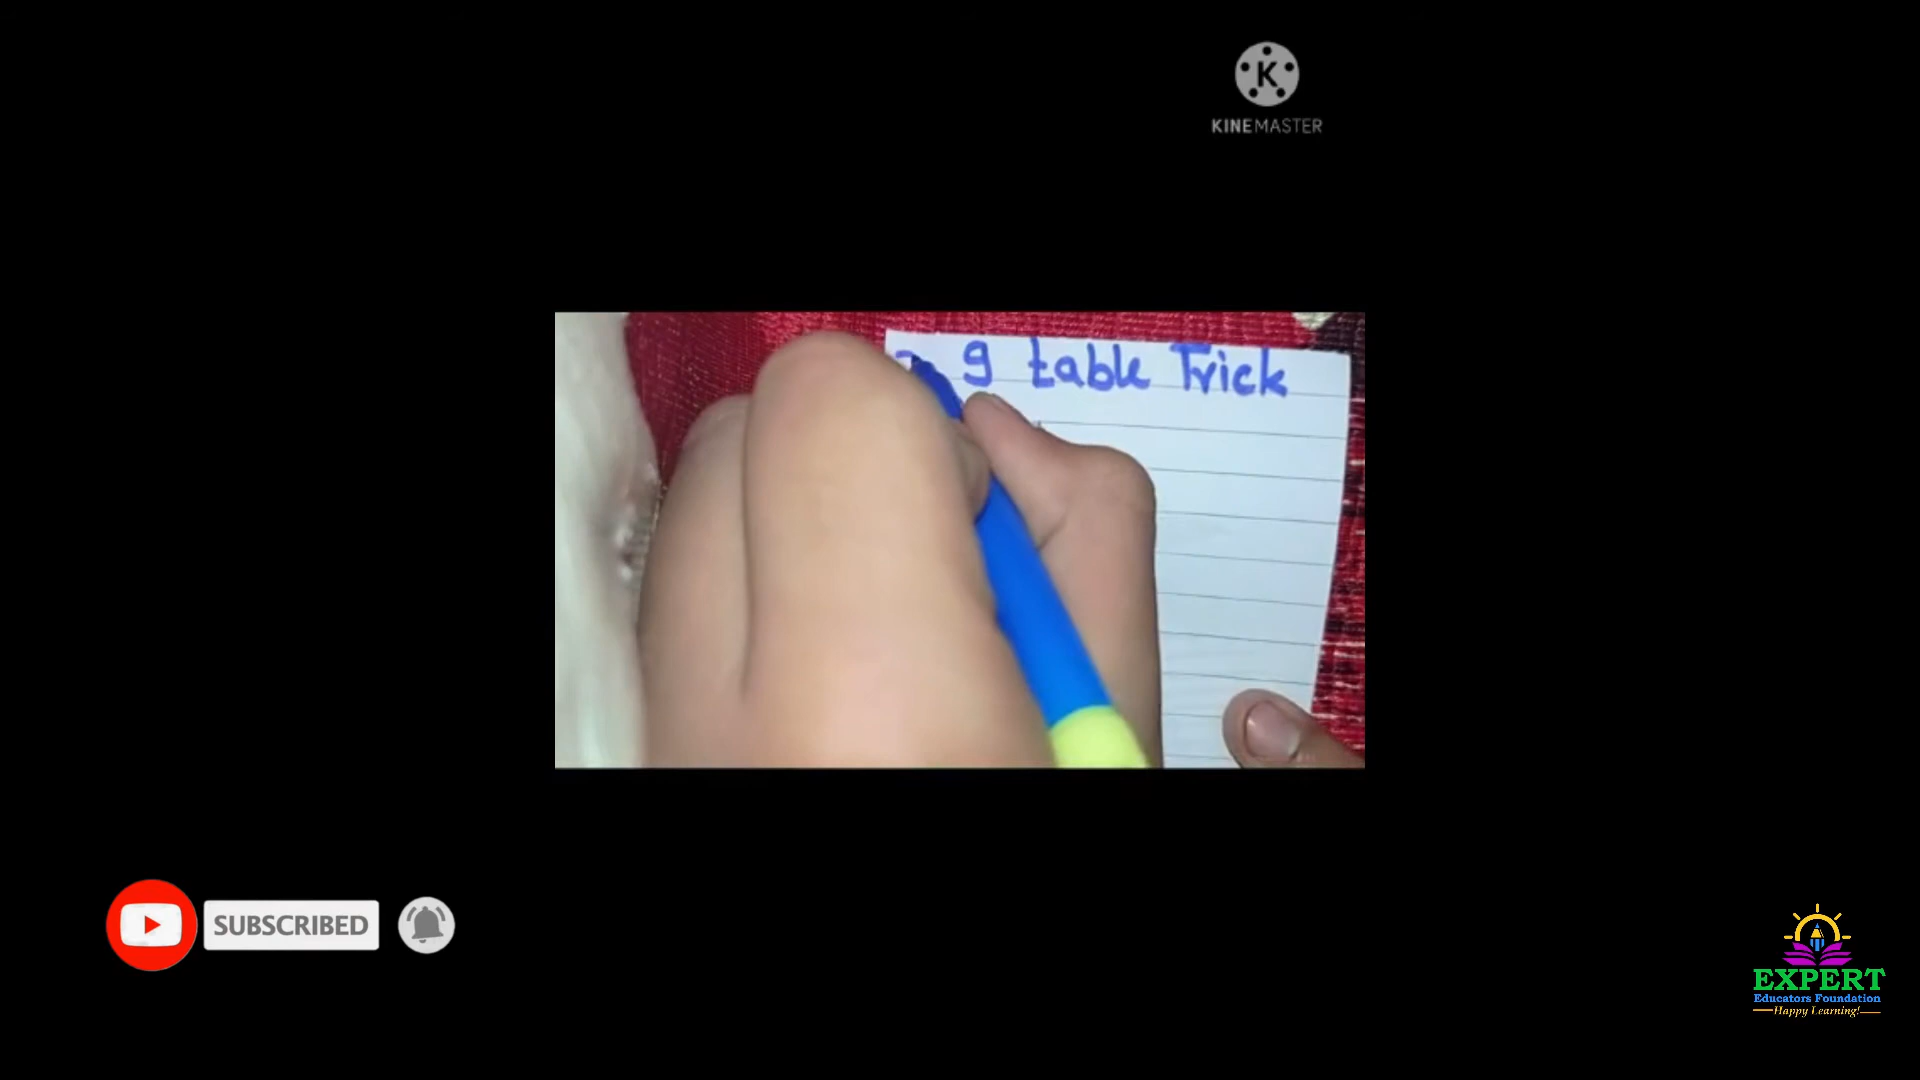 K
KINEMASTER
9 table Trick
SUBSCRIBED
EXPERT
Educators Foundation
Happy Learning!